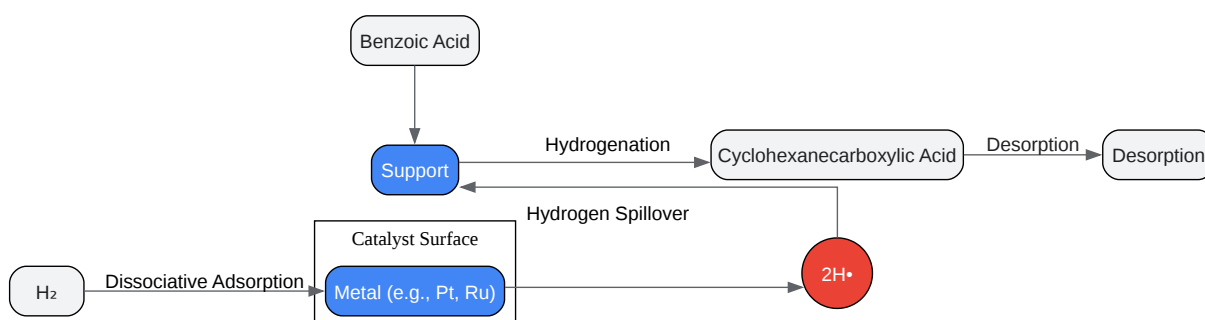 Benzoic Acid
Hydrogenation
Support
Cyclohexanecarboxylic Acid
Desorption
Desorption
Hydrogen Spillover
Catalyst Surface
H₂
Dissociative Adsorption
Metal (e.g., Pt, Ru)
2H•